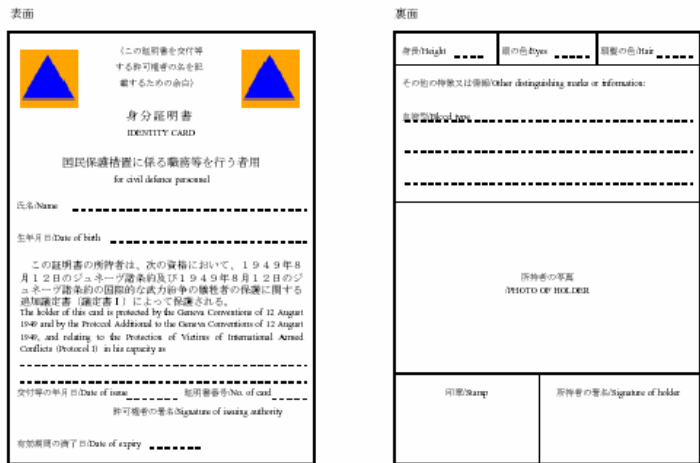 表面
(この証明書を交付等
する許可権者の名を記
載するための余白)
身分証明書
IDENTITY CARD
国民保護措置に係る職務等を行う者用
for civil defence personnel
氏名/Name
生年月日/Date of birth
この証明書の所持者は、次の資格において、1949年8
月12日のジュネーヴ諸条約及び1949年8月12日のジ
ュネーヴ諸条約の国際的な武力紛争の犠牲者の保護に関する
追加議定書(議定書Ⅰ)によって保護される。
The holder of this card is protected by the Geneva Conventions of 12 August
1949 and by the Protocol Additional to the Geneva Conventions of 12 August
1949, and relating to the Protection of Victims of International Armed
Conflicts (Protocol I) in his capacity as
交付等の年月日/Date of issue 証明書番号/No. of card
許可権者の署名/Signature of issuing authority
有効期間の満了日/Date of expiry
裏面
身長/Height 眼の色/Eyes 頭髪の色/Hair
その他の特徴又は情報/Other distinguishing marks or information:
血液型/Blood type
所持者の写真
/PHOTO OF HOLDER
印章/Stamp 所持者の署名/Signature of holder